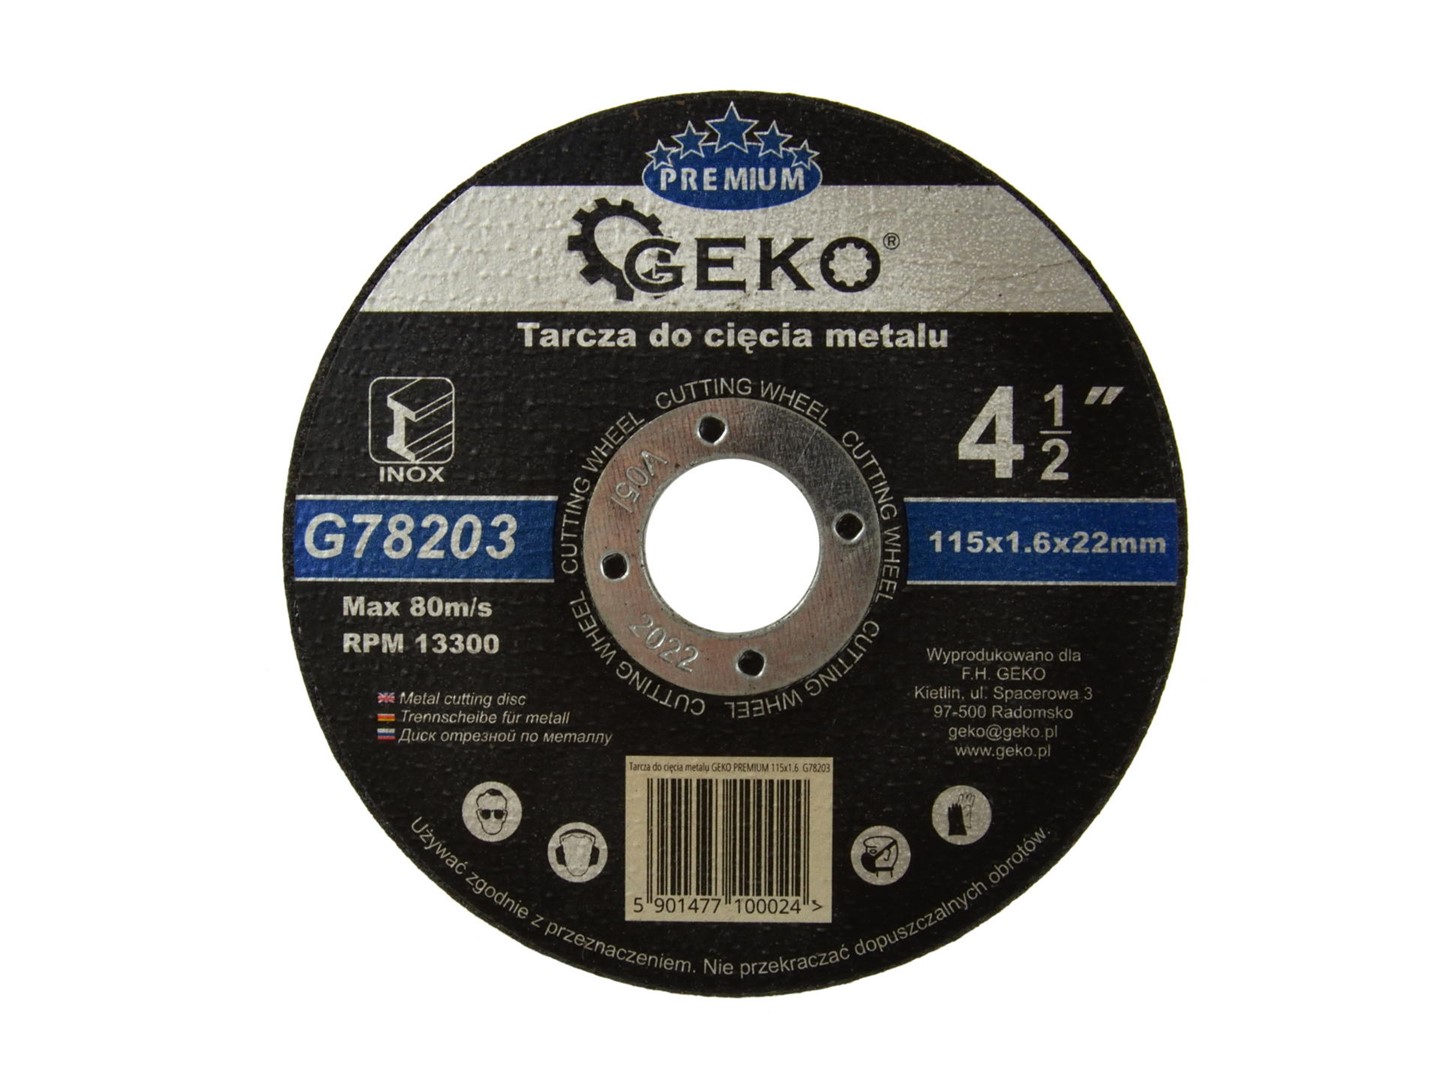 PREMIUM
GEKO®
Tarcza do cięcia metalu
CUTTING WHEEL CUTTING WHEEL CUTTING WHEEL CUTTING WHEEL CUTTING WHEEL CUTTING WHEEL
4 1/2"
INOX
V05/
2022
G78203
115x1.6x22mm
Max 80m/s
RPM 13300
Metal cutting disc
Trennscheibe für metall
Диск отрезной по металлу
Wyprodukowano dla
F.H. GEKO
Kietlin, ul. Spacerowa 3
97-500 Radomsko
geko@geko.pl
www.geko.pl
Tarcza do cięcia metalu GEKO PREMIUM 115x1.6 G78203
5 901477 100024 >
Używać zgodnie z przeznaczeniem. Nie przekraczać dopuszczalnych obrotów.